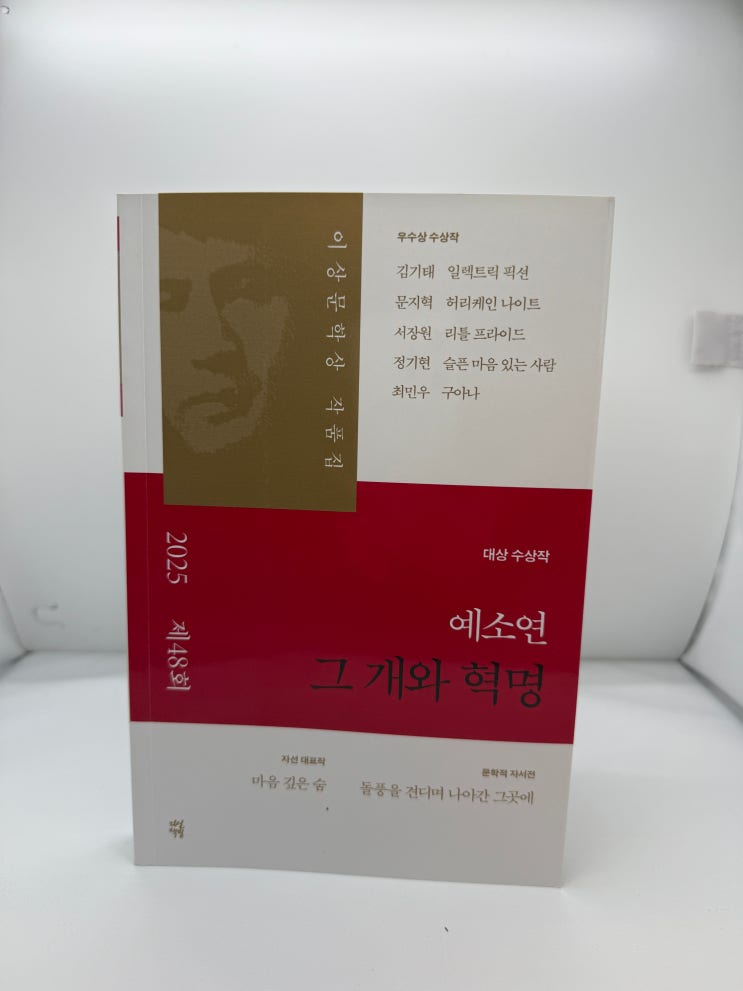 이상문학상 작품집
우수상 수상작
김기태 일렉트릭 픽션
문지혁 허리케인 나이트
서장원 리틀 프라이드
정기현 슬픈 마음 있는 사람
최민우 구아나
2025 제48회
대상 수상작
예소연
그 개와 혁명
자선 대표작
마음 깊은 숨
문학적 자서전
돌풍을 견디며 나아간 그곳에
다산책방